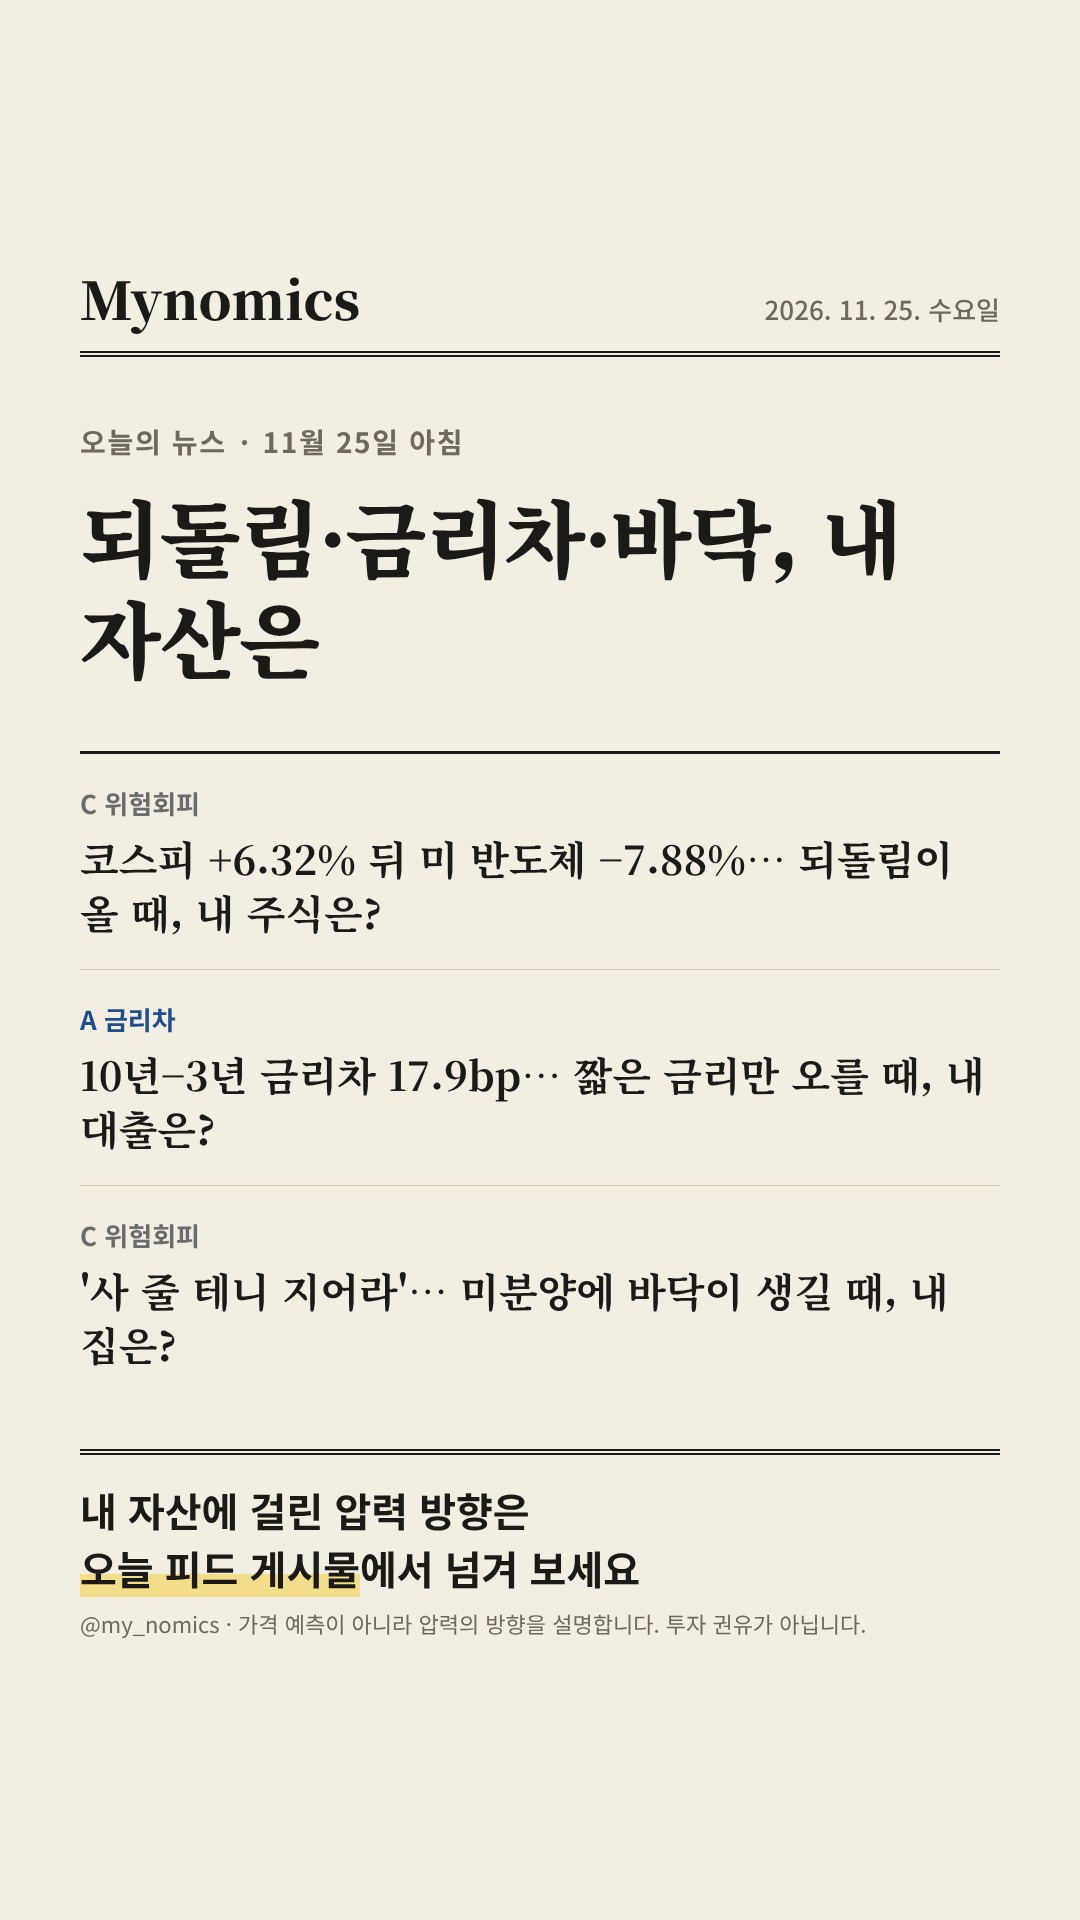 Mynomics
2026. 11. 25. 수요일
오늘의 뉴스 · 11월 25일 아침
되돌림·금리차·바닥, 내
자산은
C 위험회피
코스피 +6.32% 뒤 미 반도체 −7.88%… 되돌림이
올 때, 내 주식은?
A 금리차
10년−3년 금리차 17.9bp… 짧은 금리만 오를 때, 내
대출은?
C 위험회피
'사 줄 테니 지어라'… 미분양에 바닥이 생길 때, 내
집은?
내 자산에 걸린 압력 방향은
오늘 피드 게시물에서 넘겨 보세요
@my_nomics · 가격 예측이 아니라 압력의 방향을 설명합니다. 투자 권유가 아닙니다.